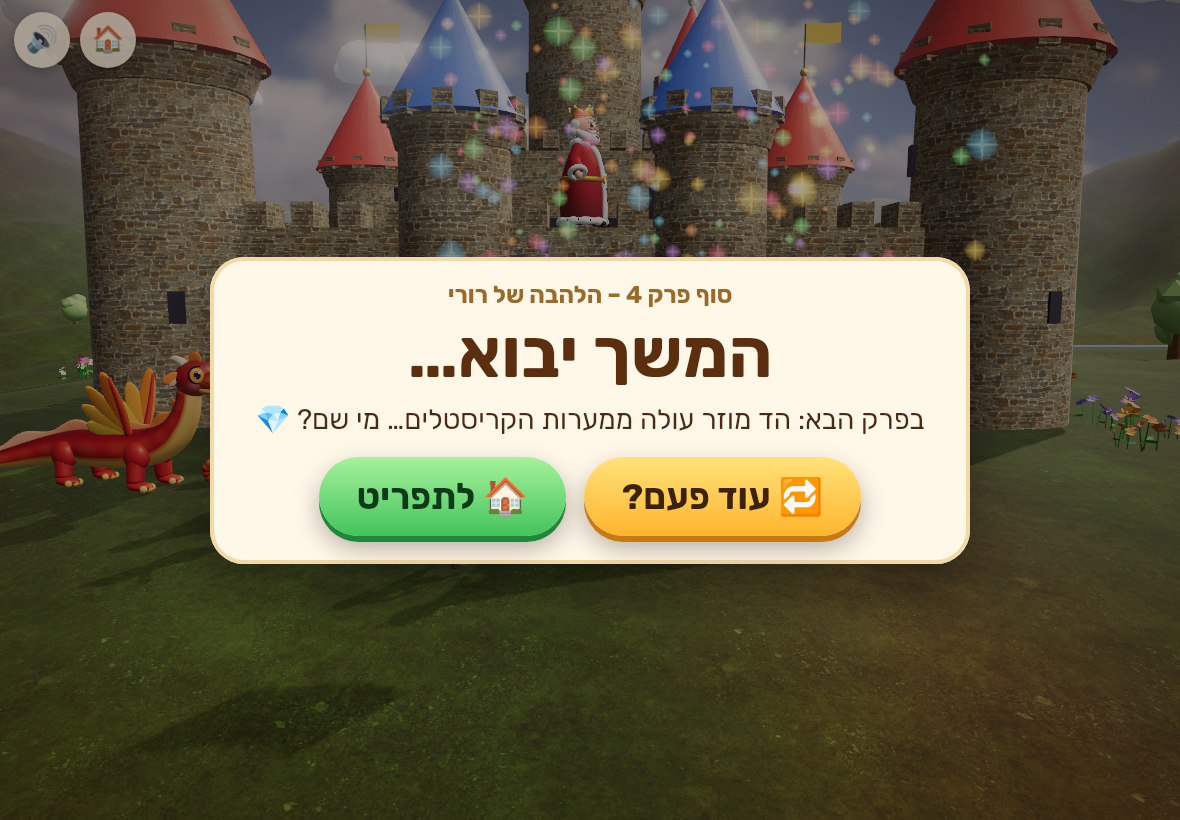 סוף פרק 4 – הלהבה של רורי
המשך יבוא...
בפרק הבא: הד מוזר עולה ממערות הקריסטלים... מי שם? 💎
🔁 עוד פעם?
🏠 לתפריט